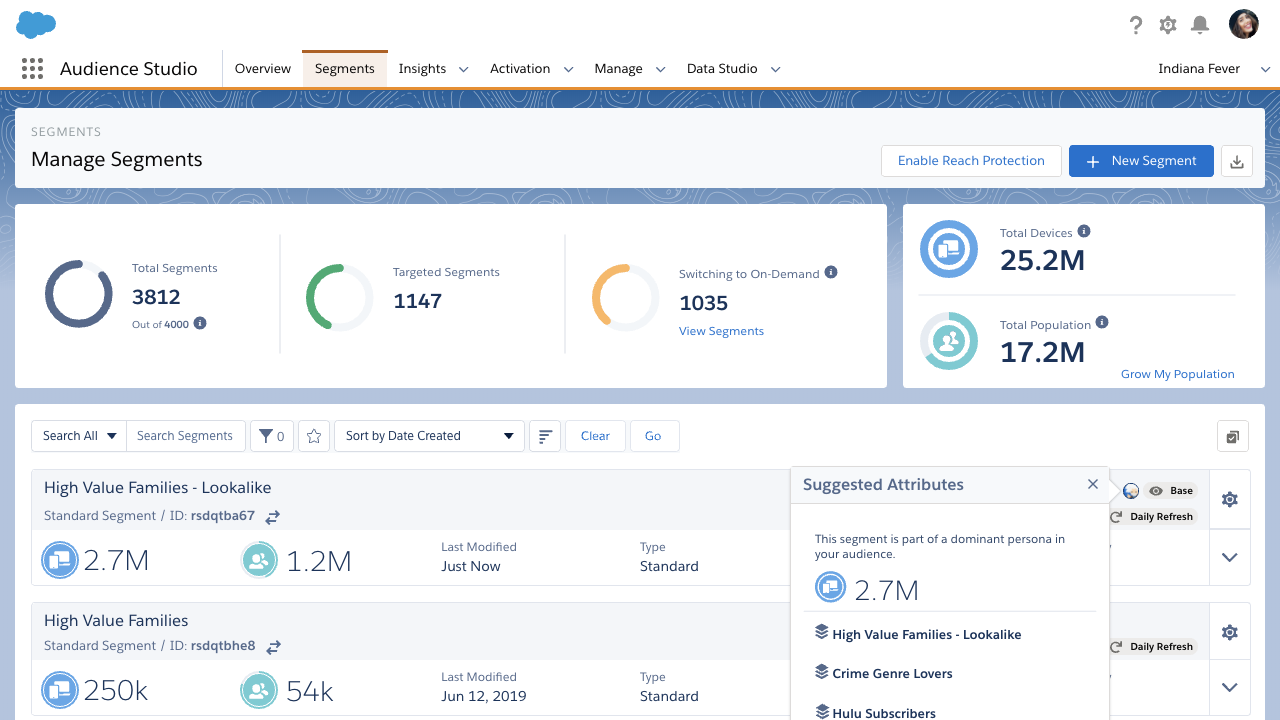 Audience Studio
Overview
Segments
Insights
Activation
Manage
Data Studio
Indiana Fever
SEGMENTS
Manage Segments
Enable Reach Protection
New Segment
Total Segments
3812
Out of 4000
Targeted Segments
1147
Switching to On-Demand
1035
View Segments
Total Devices
25.2M
Total Population
17.2M
Grow My Population
Search All
Search Segments
0
Sort by Date Created
Clear
Go
High Value Families - Lookalike
Standard Segment / ID: rsdqtba67
Base
Daily Refresh
2.7M
1.2M
Last Modified
Just Now
Type
Standard
Suggested Attributes
This segment is part of a dominant persona in
your audience.
2.7M
High Value Families - Lookalike
Crime Genre Lovers
Hulu Subscribers
High Value Families
Standard Segment / ID: rsdqtbhe8
Daily Refresh
250k
54k
Last Modified
Jun 12, 2019
Type
Standard